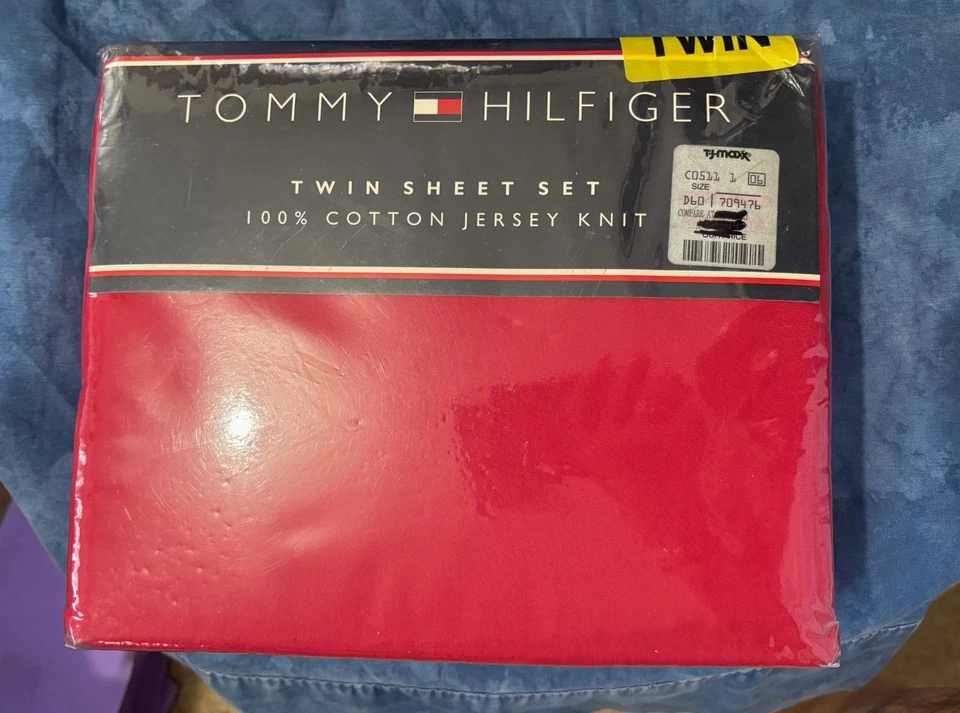 TWIN
TOMMY HILFIGER
TWIN SHEET SET
100% COTTON JERSEY KNIT
T·J·maxx
C0511 1 06
SIZE
D60 709476
COMPARE AT